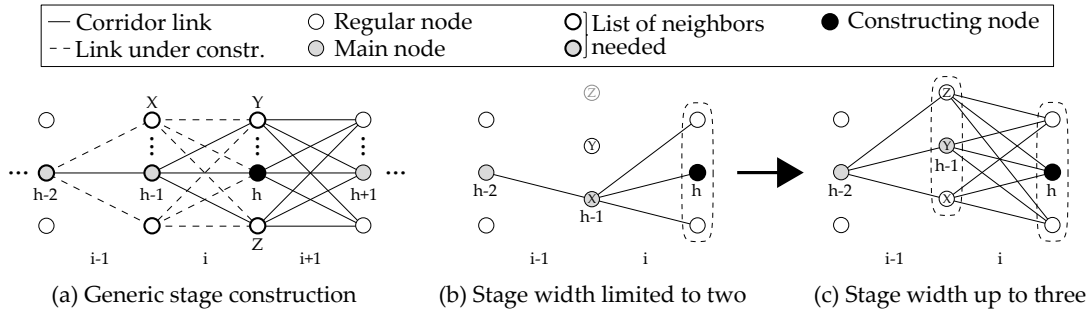 Corridor link
Regular node
List of neighbors
Constructing node
Link under constr.
Main node
needed
X Y
h-2 h-1 h h+1
Z
i-1 i i+1
Z
Y
h-2 X h
h-1
i-1 i
Z
Y
h-1
h-2 X h
i-1 i
(a) Generic stage construction
(b) Stage width limited to two
(c) Stage width up to three